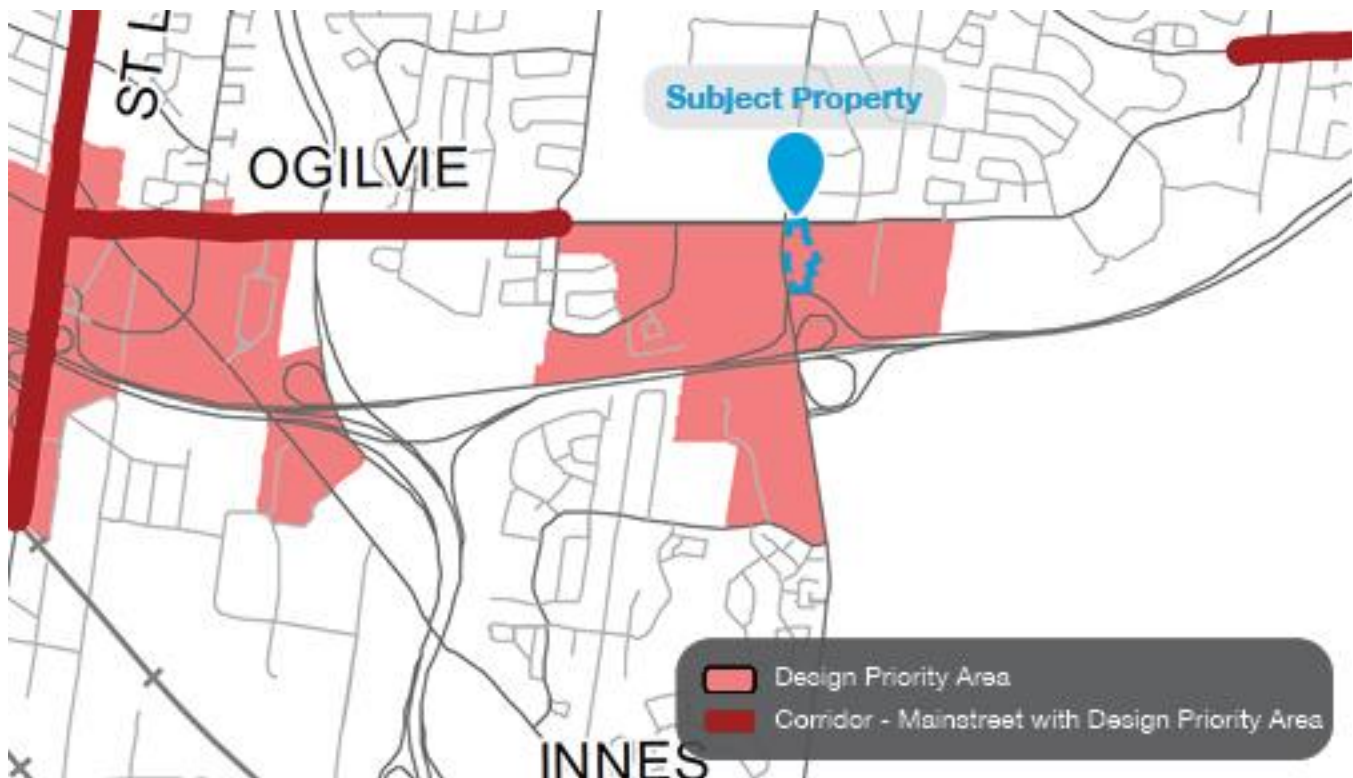 ST L
OGILVIE
Subject Property
INNES
Design Priority Area
Corridor - Mainstreet with Design Priority Area